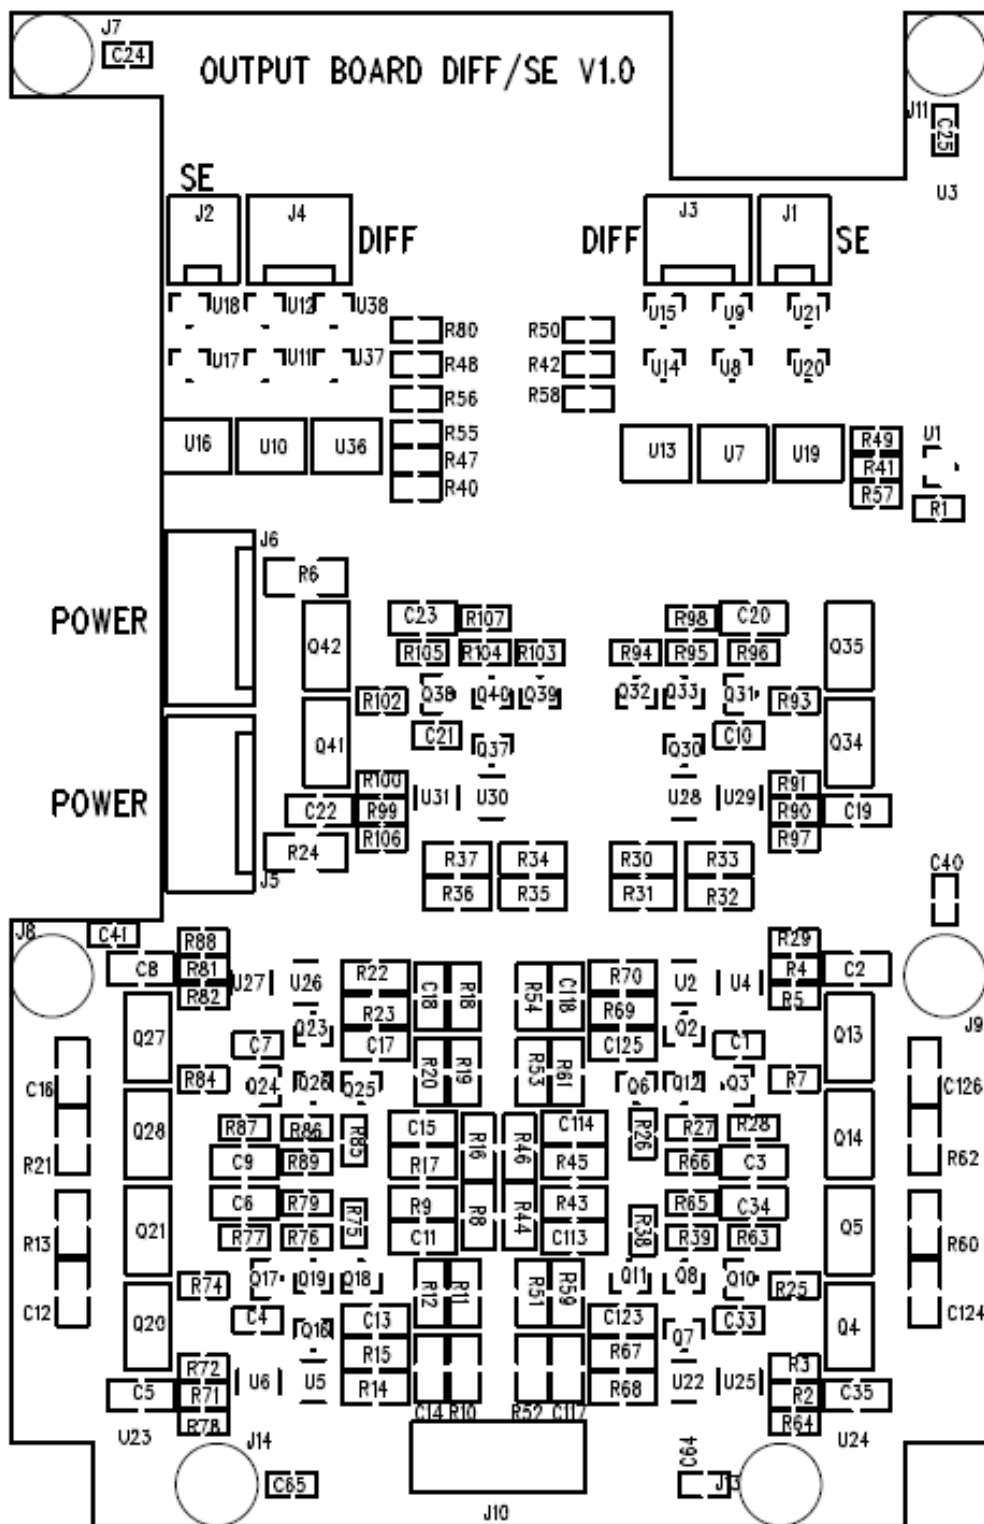 J7
C24
OUTPUT BOARD DIFF/SE V1.0
J11
C25
U3
SE
J2 J4 DIFF
DIFF J3 J1 SE
U18 U12 U38
U15 U9 U21
R80 R50
U17 U11 J37
R48 R42
U14 U8 U20
R56 R58
U16 U10 U36
R55
R47
R40
U13 U7 U19
R49
R41
R57
U1
R1
J6
R6
POWER
Q42
C23 R107
R98 C20
Q35
R105 R104 R103
R94 R95 R96
Q38 Q40 Q39
Q32 Q33 Q31
R102 R93
C21 C10
Q41 Q37 Q30 Q34
POWER
R100 R91
U31 U30 U28 U29
C22 R99 R90 C19
R106 R97
R24
J5
R37 R34 R30 R33
R36 R35 R31 R32
C40
J8
C41
R88 R29
C8 R81 R4 C2
R82 R5
U27 U26 R22
C18 R18 R54 C118
R70 U2 U4
R23 R69
J9
Q27 Q23 Q2 Q13
C7 C17 C125 C1
C16 R84 Q24 Q26 Q25
R20 R19 R53 R61
Q6 Q12 Q3 R7 C126
Q28 R87 R86 R85
C15 R16 R46 C114
R26 R27 R28 Q14
R21 C9 R89 R17 R45 R66 C3 R62
C6 R79 R75 R9 R8 R44 R43 R65 C34
Q21 Q5
R13 R77 R76 C11 C113 R38 R39 R63 R60
R74 Q17 Q19 Q18
R12 R11 R51 R59
Q11 Q8 Q10 R25
C12 C4 C13 C123 C33 C124
Q20 Q16 Q7 Q4
R15 R67
R72 R3
U6 U5 R14 R68 U22 U25
C5 R71 R2 C35
R78 R64
C14 R10 R52 C117
U23 J14 U24
C64
C65 J13
J10